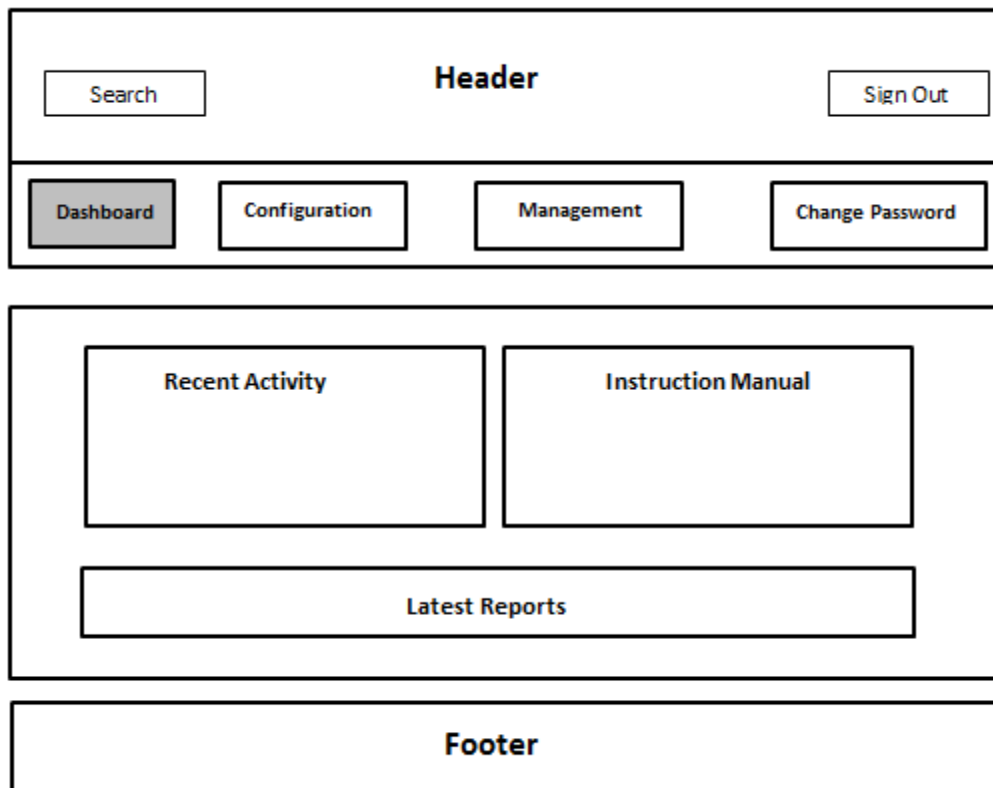 Header
Search
Sign Out
Dashboard
Configuration
Management
Change Password
Recent Activity
Instruction Manual
Latest Reports
Footer